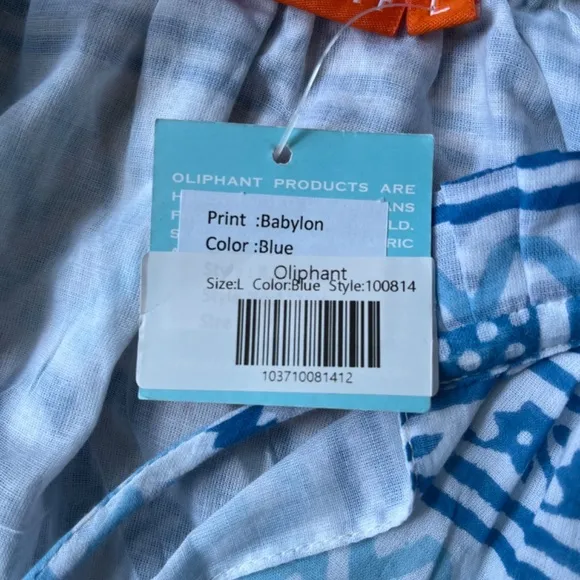 OLIPHANT PRODUCTS ARE
Print :Babylon
Color :Blue
Oliphant
Size:L Color:Blue Style:100814
103710081412